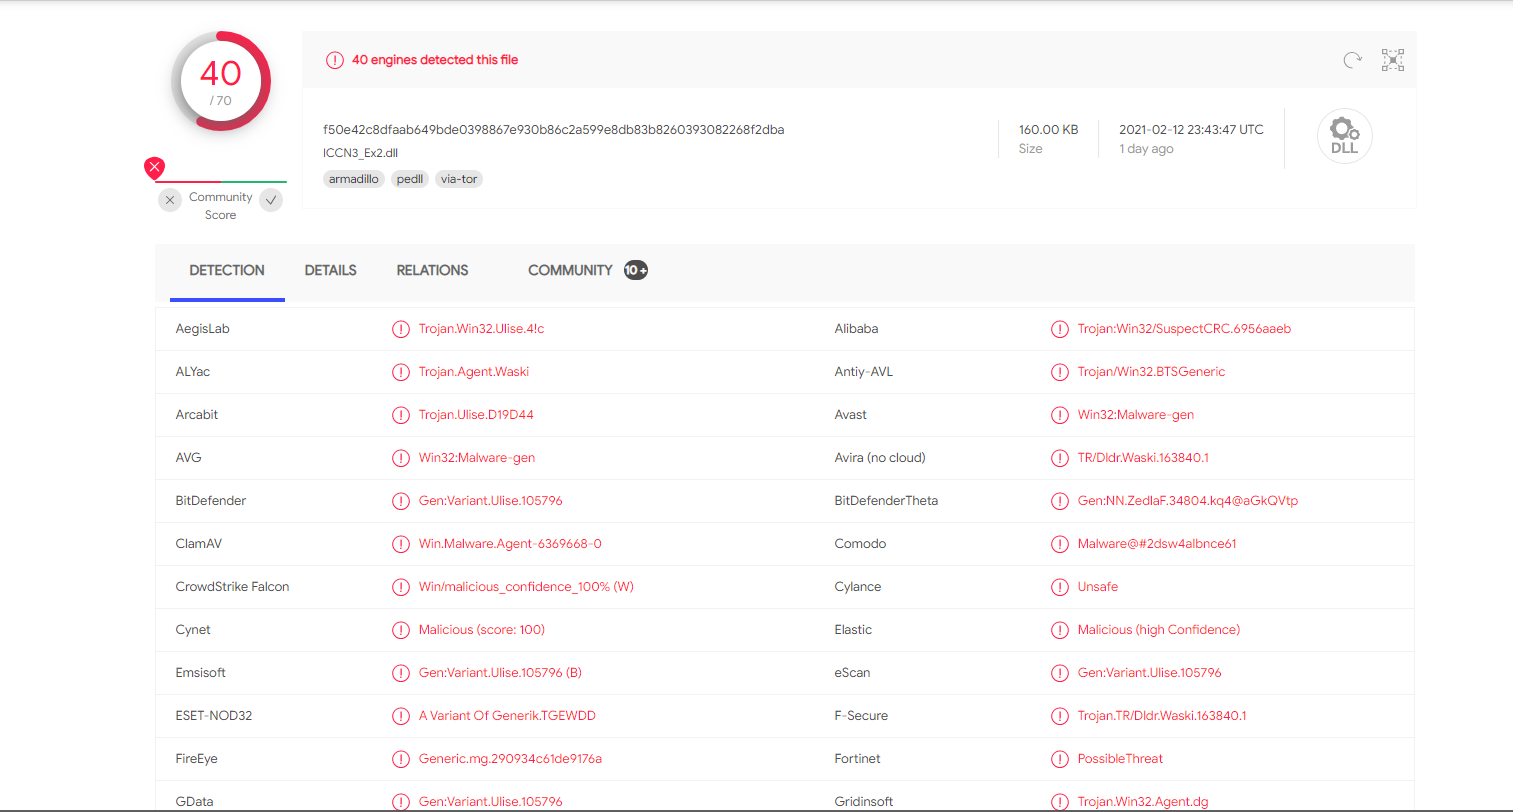 40
/ 70
40 engines detected this file
f50e42c8dfaab649bde0398867e930b86c2a599e8db83b8260393082268f2dba
ICCN3_Ex2.dll
armadillo pedll via-tor
160.00 KB
Size
2021-02-12 23:43:47 UTC
1 day ago
DLL
Community
Score
DETECTION DETAILS RELATIONS COMMUNITY 10+
AegisLab Trojan.Win32.Ulise.4!c Alibaba Trojan:Win32/SuspectCRC.6956aaeb
ALYac Trojan.Agent.Waski Antiy-AVL Trojan/Win32.BTSGeneric
Arcabit Trojan.Ulise.D19D44 Avast Win32:Malware-gen
AVG Win32:Malware-gen Avira (no cloud) TR/Dldr.Waski.163840.1
BitDefender Gen:Variant.Ulise.105796 BitDefenderTheta Gen:NN.ZedlaF.34804.kq4@aGkQVtp
ClamAV Win.Malware.Agent-6369668-0 Comodo Malware@#2dsw4albnce61
CrowdStrike Falcon Win/malicious_confidence_100% (W) Cylance Unsafe
Cynet Malicious (score: 100) Elastic Malicious (high Confidence)
Emsisoft Gen:Variant.Ulise.105796 (B) eScan Gen:Variant.Ulise.105796
ESET-NOD32 A Variant Of Generik.TGEWDD F-Secure Trojan.TR/Dldr.Waski.163840.1
FireEye Generic.mg.290934c61de9176a Fortinet PossibleThreat
GData Gen:Variant.Ulise.105796 Gridinsoft Trojan.Win32.Agent.dg